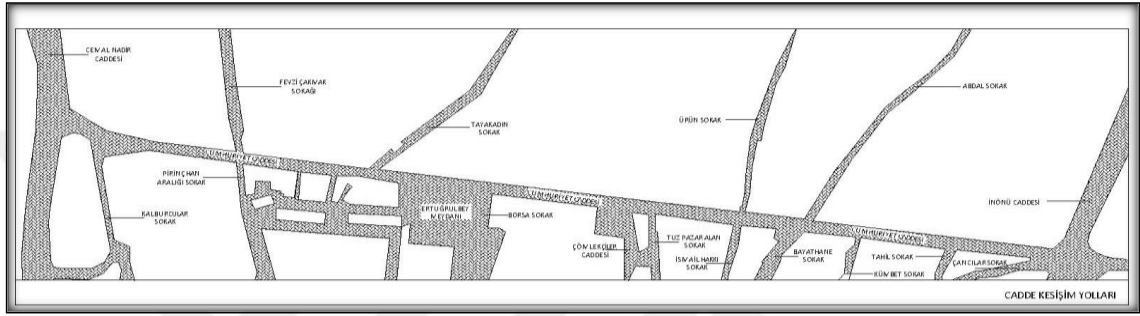 CEMAL NADIR
CADDESİ
FEVZİ ÇAKMAK
SOKAĞI
TAYAKADIN
SOKAK
ÜRÜN SOKAK
ABDAL SOKAK
CUMHURİYET CADDESİ
PİRİNÇHAN
ARALIĞI SOKAK
KALBURCULAR
SOKAK
ERTUĞRULBEY
MEYDANI
BORSA SOKAK
CUMHURİYET CADDESİ
ÇÖMLEKÇİLER
CADDESİ
TUZ PAZARI ALAN
SOKAK
İSMAİL HAKKI
SOKAK
BAYATHANE
SOKAK
CUMHURİYET CADDESİ
TAHIL SOKAK
KÜMBET SOKAK
ÇANCILAR SOKAK
İNÖNÜ CADDESİ
CADDE KESİŞİM YOLLARI